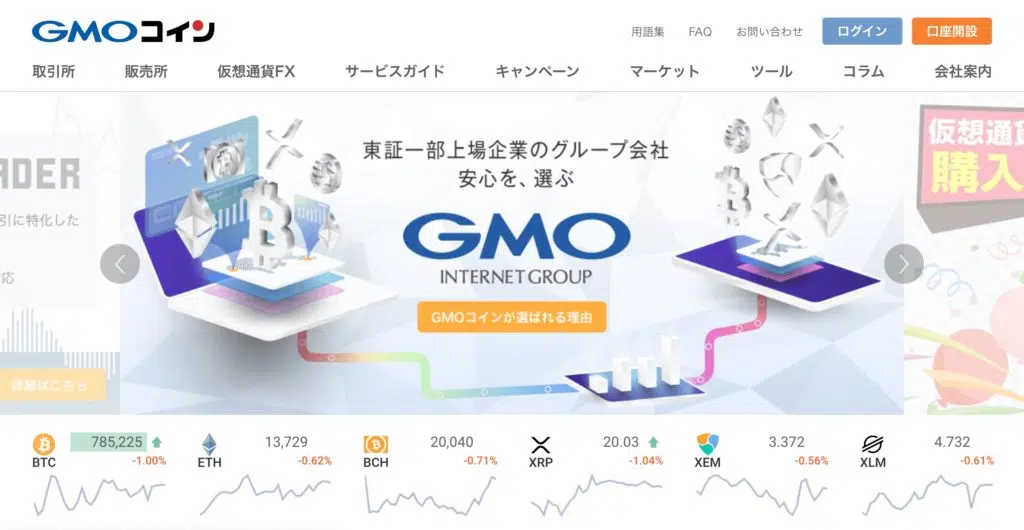 GMOコイン
用語集 FAQ お問い合わせ ログイン 口座開設
取引所 販売所 仮想通貨FX サービスガイド キャンペーン マーケット ツール コラム 会社案内
東証一部上場企業のグループ会社
安心を、選ぶ
GMO
INTERNET GROUP
GMOコインが選ばれる理由
ADER
引に特化した
応
詳細はこちら
仮想通貨
購入
785,225 13,729 20,040 20.03 3.372 4.732
BTC -1.00% ETH -0.62% BCH -0.71% XRP -1.04% XEM -0.56% XLM -0.61%